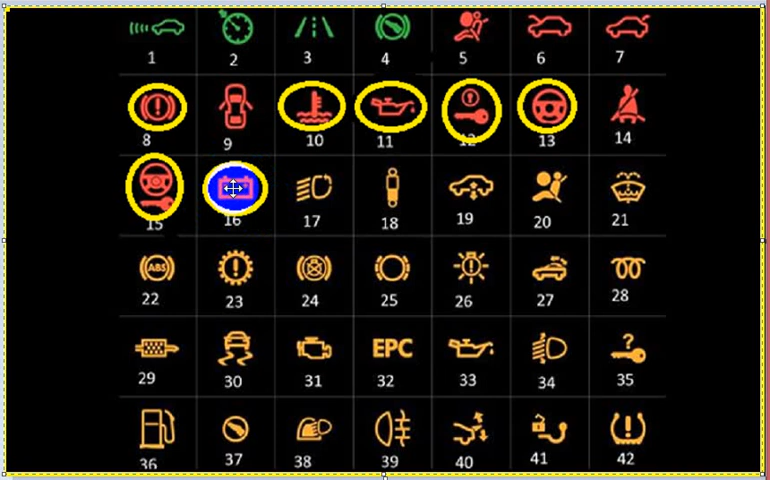 1 2 3 4 5 6 7
8 9 10 11 12 13 14
15 16 17 18 19 20 21
ABS
22 23 24 25 26 27 28
EPC
29 30 31 32 33 34 35
36 37 38 39 40 41 42